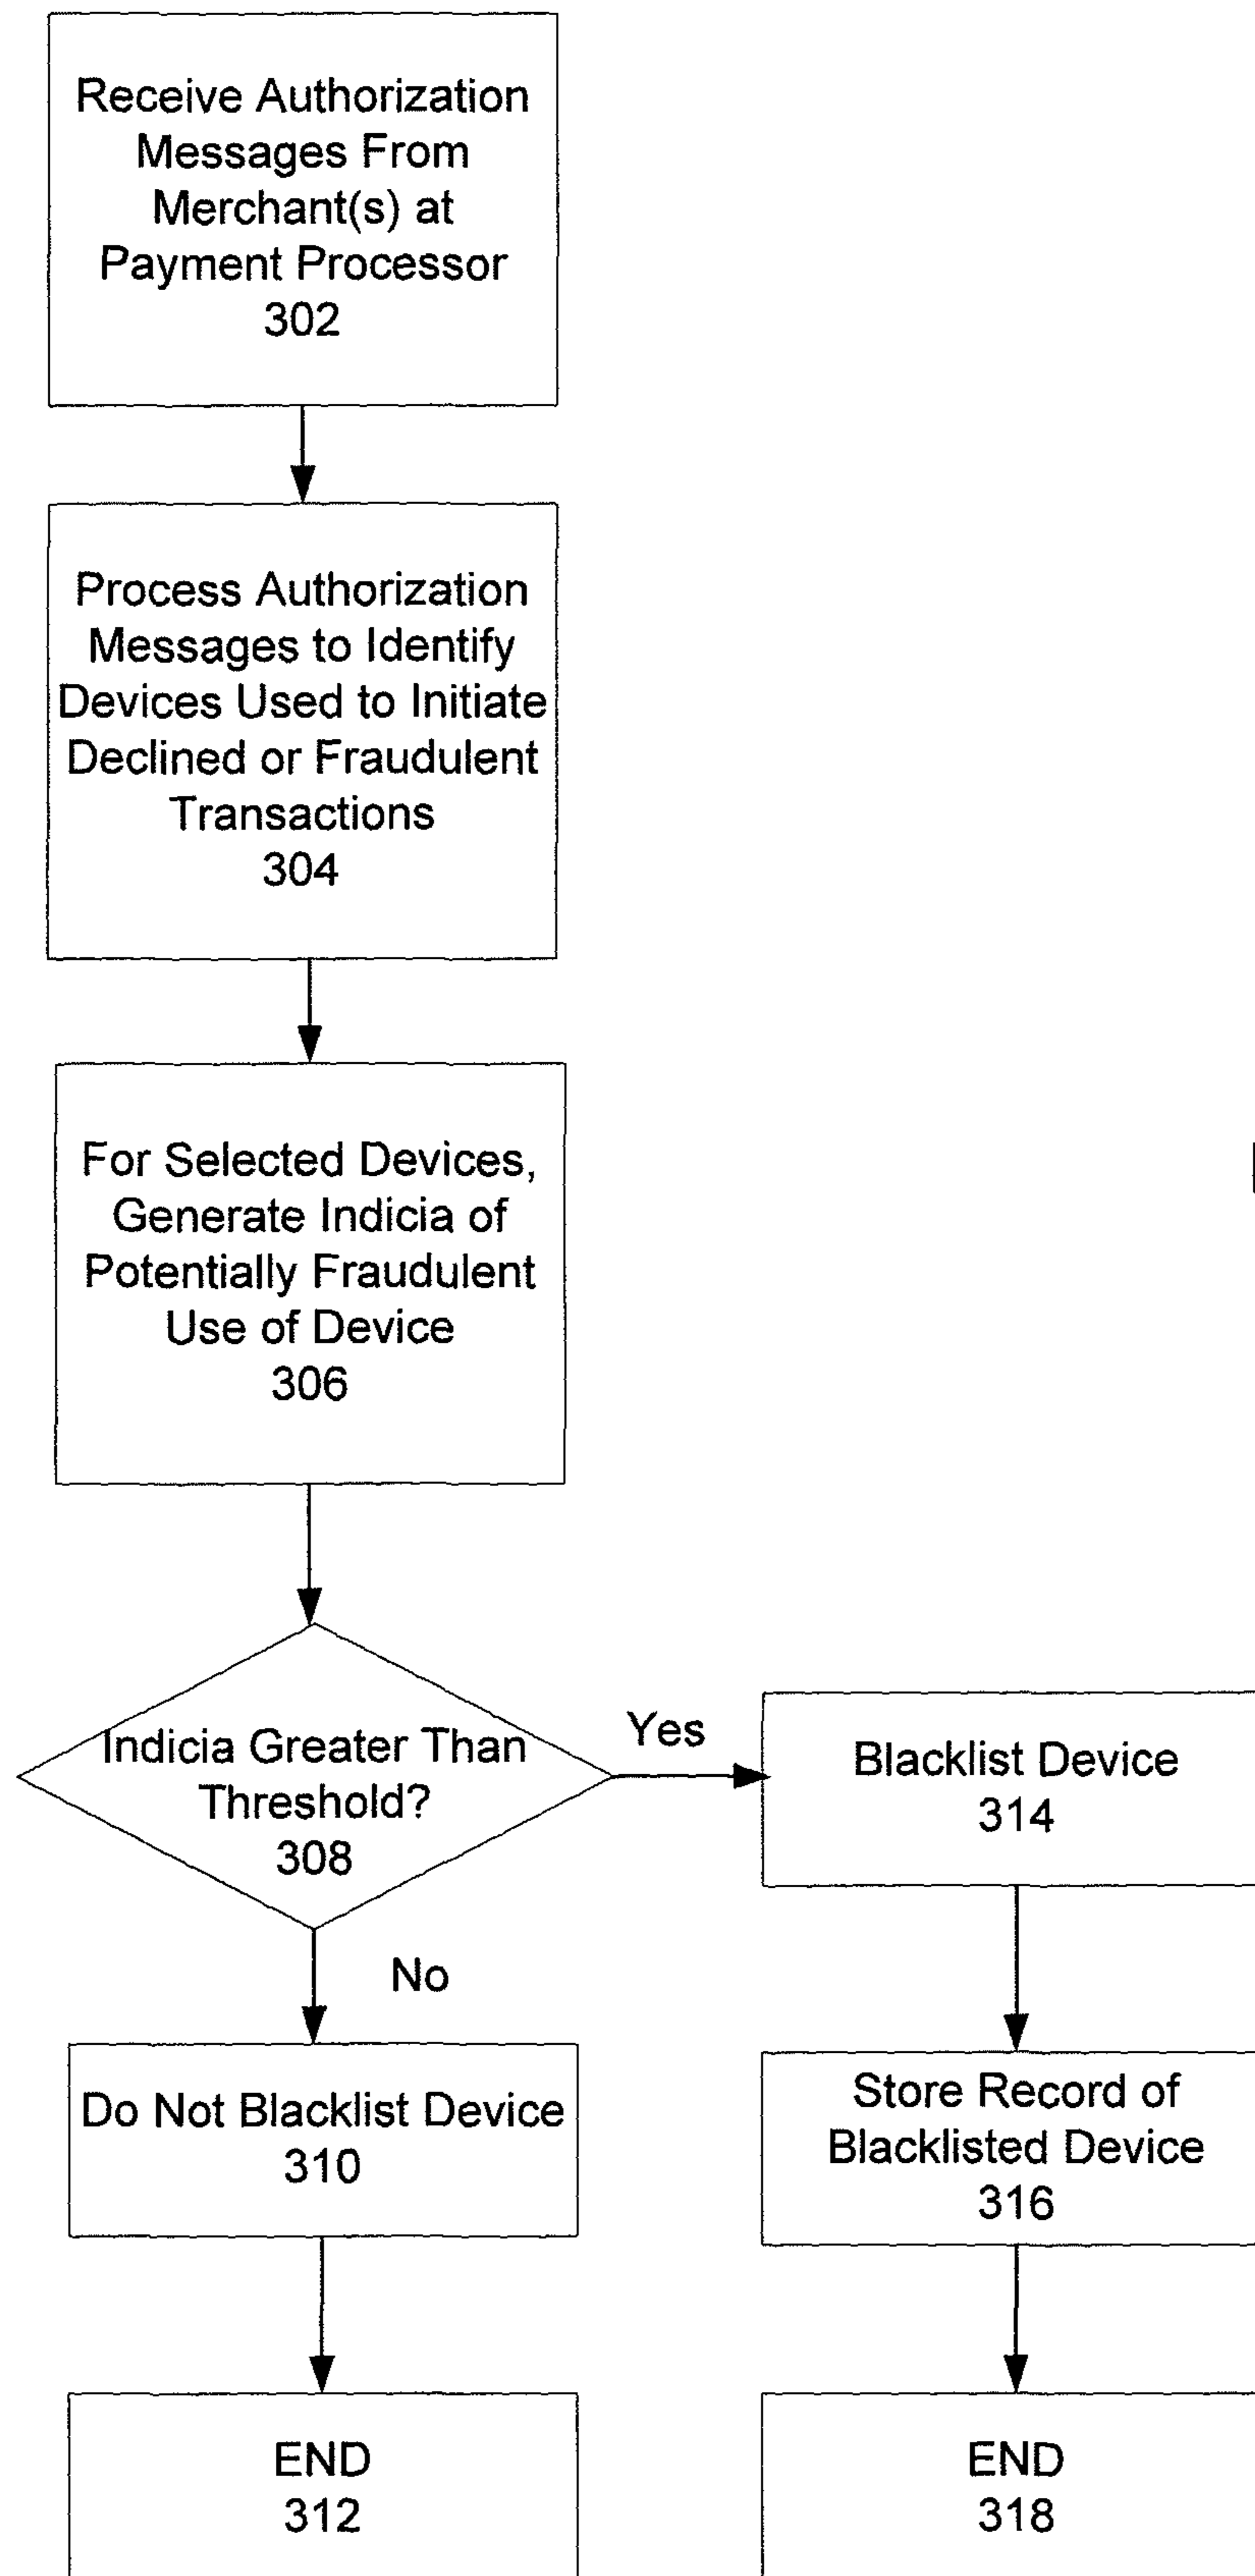 Receive Authorization
Messages From
Merchant(s) at
Payment Processor
302
Process Authorization
Messages to Identify
Devices Used to Initiate
Declined or Fraudulent
Transactions
304
For Selected Devices,
Generate Indicia of
Potentially Fraudulent
Use of Device
306
Indicia Greater Than
Threshold?
308
Yes
No
Blacklist Device
314
Do Not Blacklist Device
310
Store Record of
Blacklisted Device
316
END
312
END
318